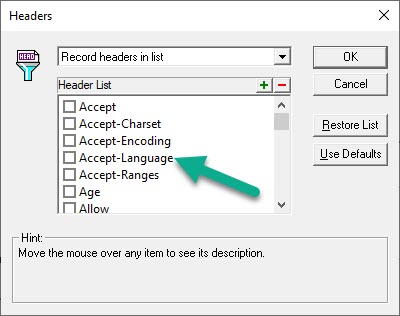 Headers
HEAD
Record headers in list
OK
Cancel
Header List
Accept
Accept-Charset
Accept-Encoding
Accept-Language
Accept-Ranges
Age
Allow
Restore List
Use Defaults
Hint:
Move the mouse over any item to see its description.